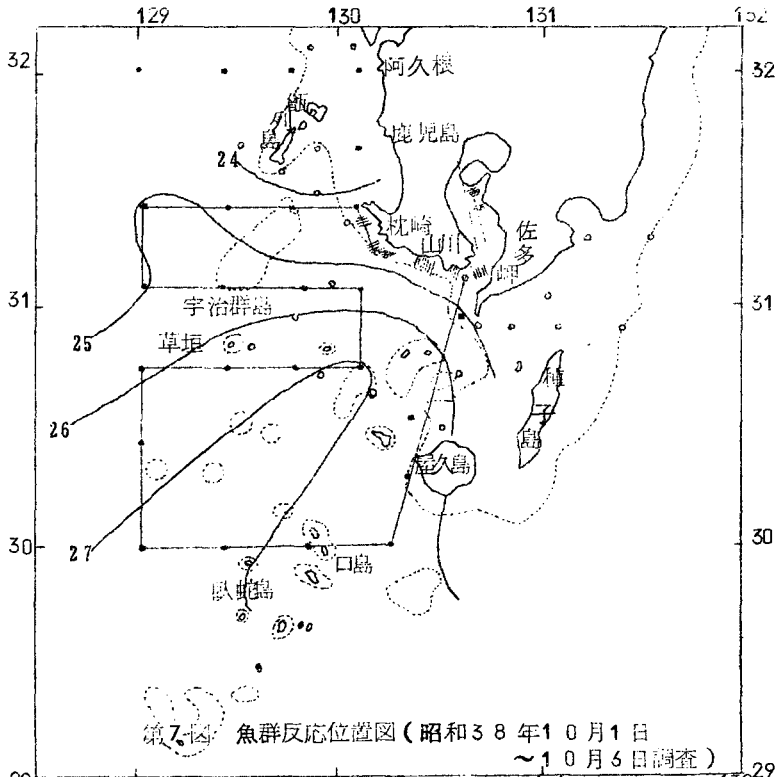 129 130 131 132
32 阿久根 32
甑列島
24 鹿児島
枕崎
山川
佐多岬
31 宇治群島 31
25 草垣
種子島
26
屋久島
27 30 30
口島
臥蛇島
第7図 魚群反応位置図(昭和38年10月1日
~10月6日調査)
29